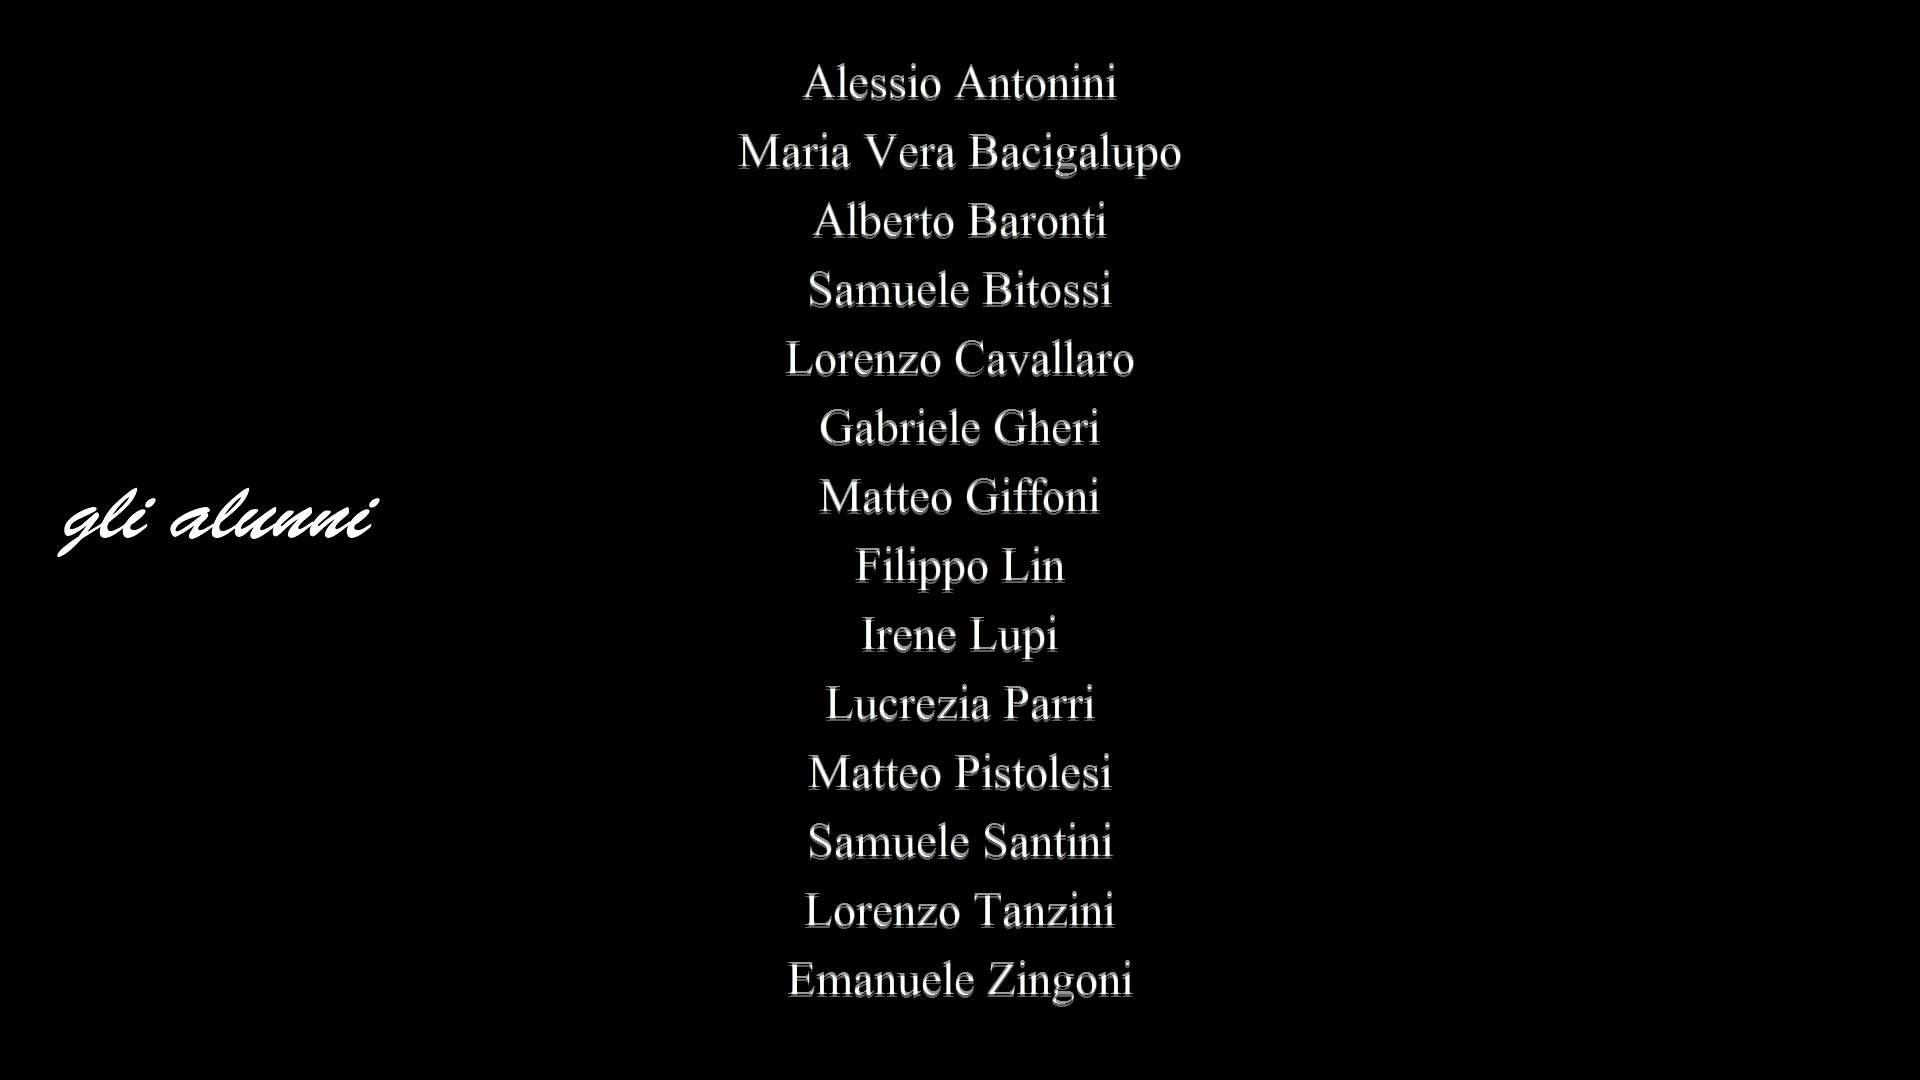 gli alunni
Alessio Antonini
Maria Vera Bacigalupo
Alberto Baronti
Samuele Bitossi
Lorenzo Cavallaro
Gabriele Gheri
Matteo Giffoni
Filippo Lin
Irene Lupi
Lucrezia Parri
Matteo Pistolesi
Samuele Santini
Lorenzo Tanzini
Emanuele Zingoni